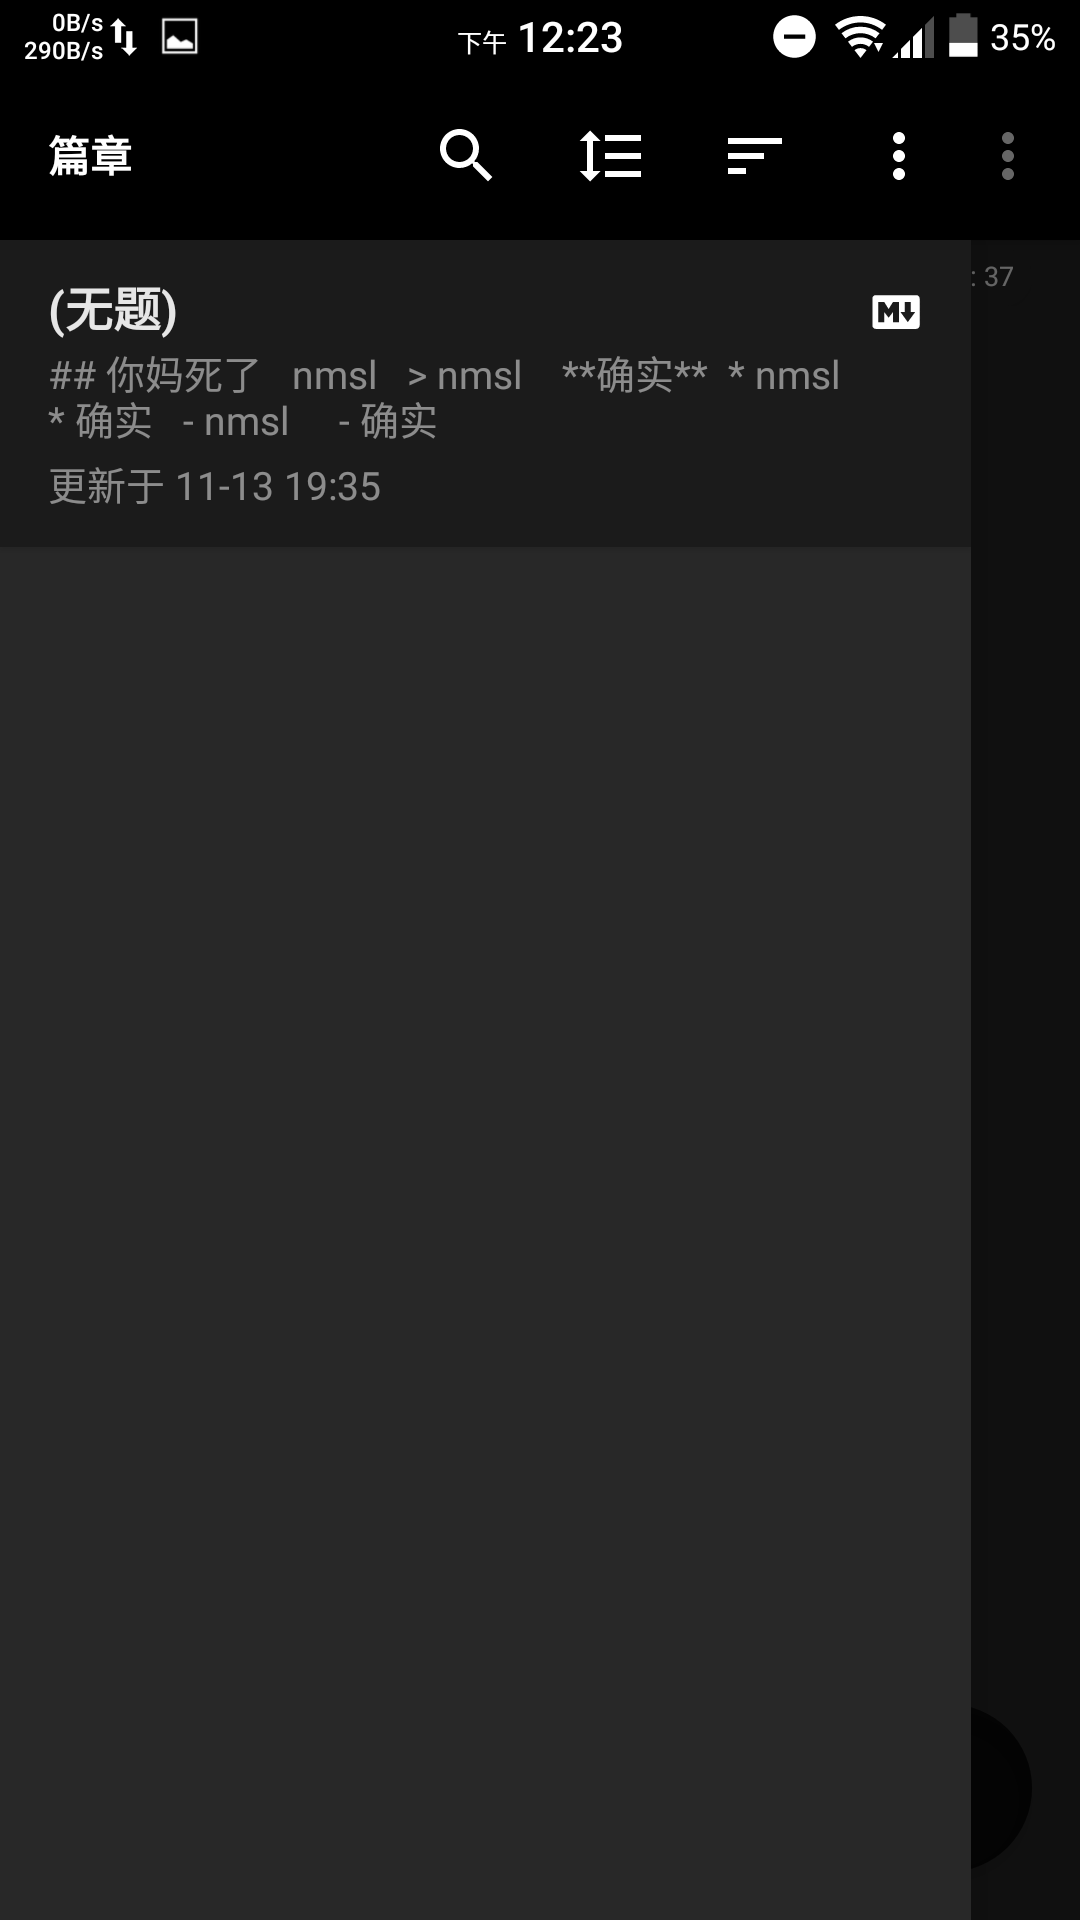 0B/s
290B/s
下午 12:23
35%
篇章
: 37
(无题)
M
## 你妈死了   nmsl   > nmsl    **确实**  * nmsl
* 确实   - nmsl     - 确实
更新于 11-13 19:35